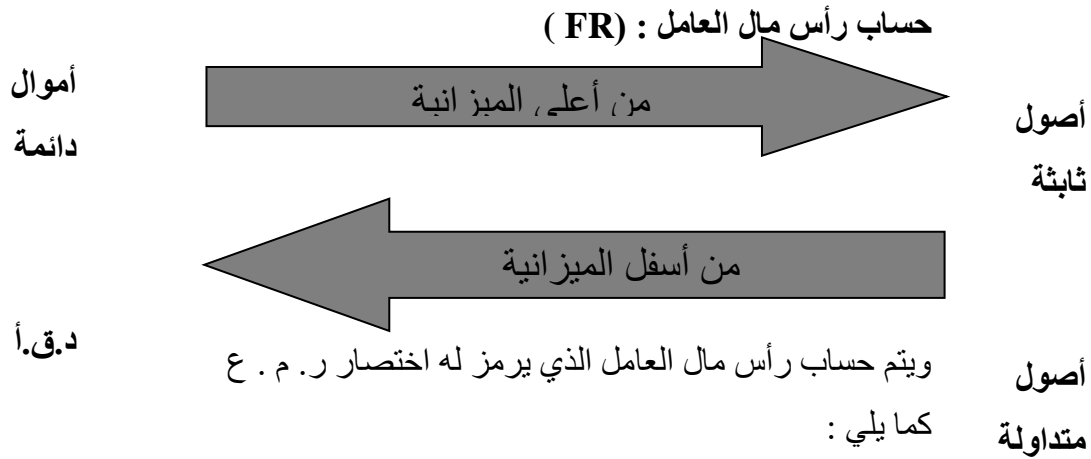 حساب رأس مال العامل : (FR )
أموال
دائمة
من أعلى الميزانية
أصول
ثابثة
من أسفل الميزانية
د.ق.أ
ويتم حساب رأس مال العامل الذي يرمز له اختصار ر. م . ع
كما يلي :
أصول
متداولة